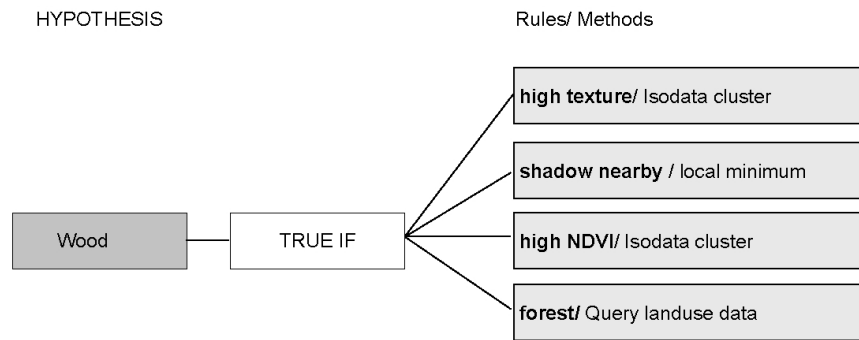 HYPOTHESIS
Rules/ Methods
high texture/ Isodata cluster
shadow nearby / local minimum
Wood
TRUE IF
high NDVI/ Isodata cluster
forest/ Query landuse data